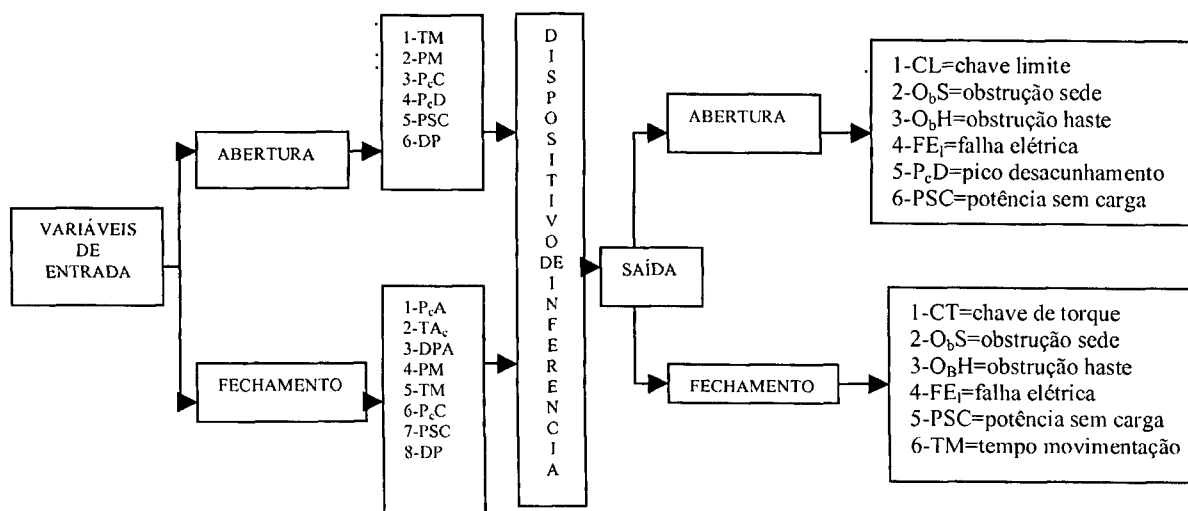 VARIÁVEIS
DE
ENTRADA
ABERTURA
FECHAMENTO
1-TM
2-PM
3-PcC
4-PcD
5-PSC
6-DP
1-PcA
2-TAc
3-DPA
4-PM
5-TM
6-PcC
7-PSC
8-DP
D
I
S
P
O
S
I
T
I
V
O
DE
I
N
F
E
R
E
N
C
I
A
SAÍDA
ABERTURA
FECHAMENTO
1-CL=chave limite
2-ObS=obstrução sede
3-ObH=obstrução haste
4-FEl=falha elétrica
5-PcD=pico desacunhamento
6-PSC=potência sem carga
1-CT=chave de torque
2-ObS=obstrução sede
3-OBH=obstrução haste
4-FEl=falha elétrica
5-PSC=potência sem carga
6-TM=tempo movimentação